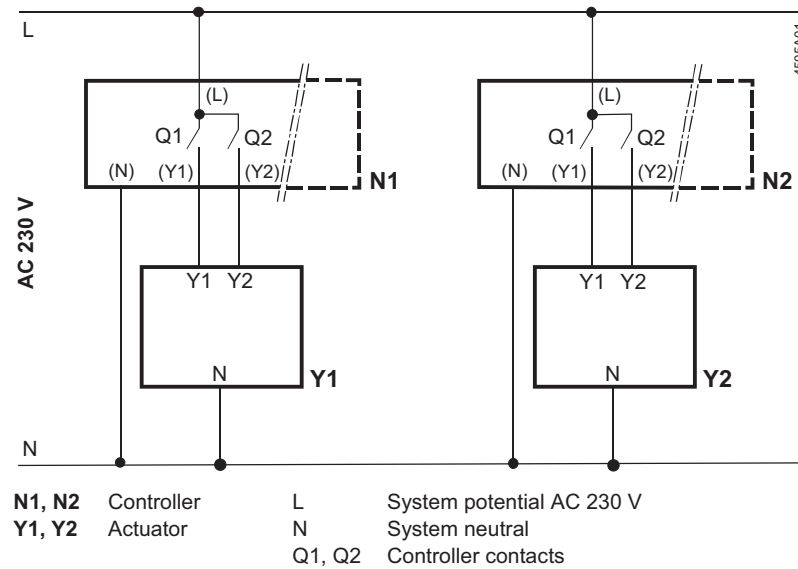 L
(L)
(L)
Q1
Q2
Q1
Q2
(N)
(Y1)
(Y2)
N1
(N)
(Y1)
(Y2)
N2
AC 230 V
Y1
Y2
Y1
Y2
N
Y1
N
Y2
N
N1, N2 Controller L System potential AC 230 V
Y1, Y2 Actuator N System neutral
Q1, Q2 Controller contacts